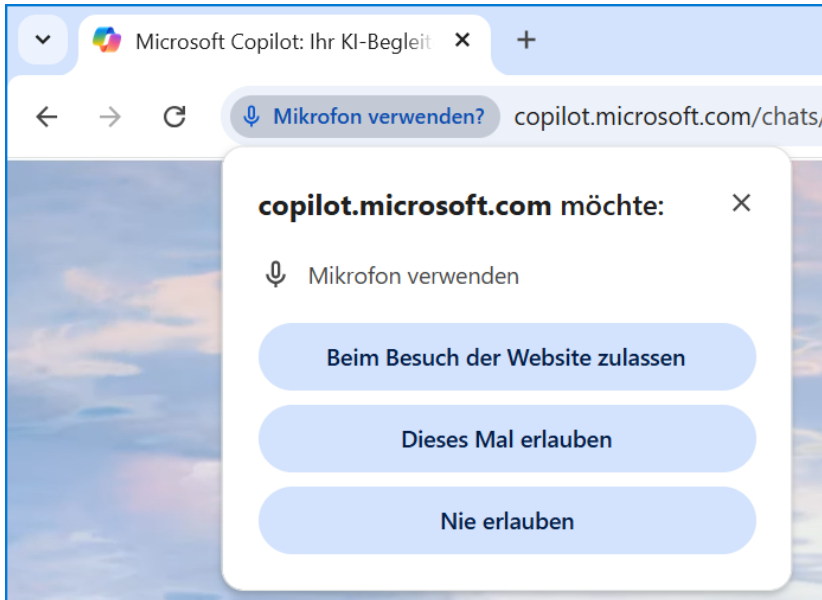 Microsoft Copilot: Ihr KI-Begleit
Mikrofon verwenden? copilot.microsoft.com/chats/
copilot.microsoft.com möchte:
Mikrofon verwenden
Beim Besuch der Website zulassen
Dieses Mal erlauben
Nie erlauben